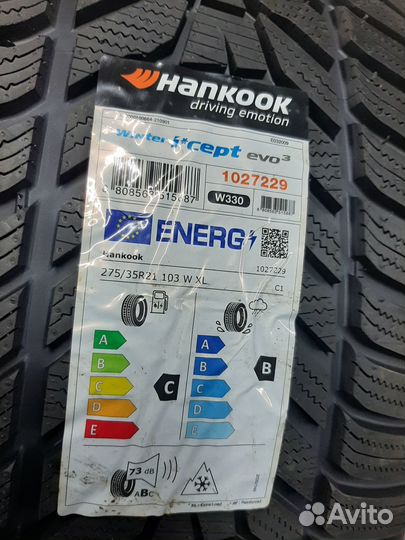 HANKOOK
driving emotion
winter i*cept evo³
1027229
W330
ENERG
Hankook
1027229
275/35R21 103 W XL
C1
A
B
C
D
E
C
A
B
C
D
E
B
73 dB
ABC
Avito